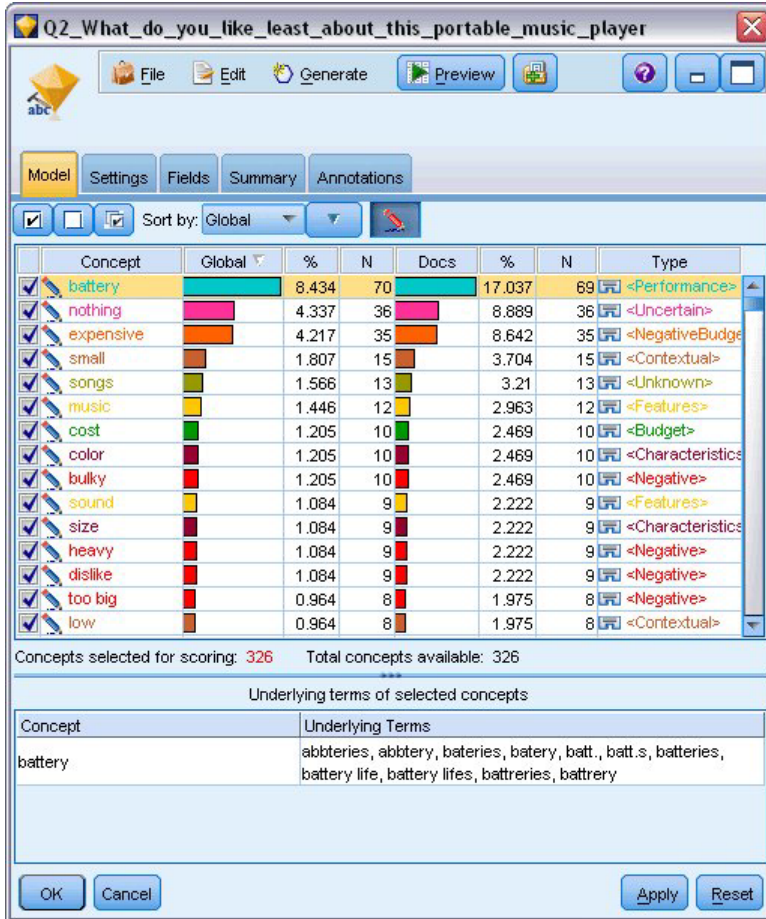 Q2_What_do_you_like_least_about_this_portable_music_player
File Edit Generate Preview
abc
Model Settings Fields Summary Annotations
Sort by: Global
Concept Global % N Docs % N Type
battery 8.434 70 17.037 69 <Performance>
nothing 4.337 36 8.889 36 <Uncertain>
expensive 4.217 35 8.642 35 <NegativeBudge
small 1.807 15 3.704 15 <Contextual>
songs 1.566 13 3.21 13 <Unknown>
music 1.446 12 2.963 12 <Features>
cost 1.205 10 2.469 10 <Budget>
color 1.205 10 2.469 10 <Characteristics
bulky 1.205 10 2.469 10 <Negative>
sound 1.084 9 2.222 9 <Features>
size 1.084 9 2.222 9 <Characteristics
heavy 1.084 9 2.222 9 <Negative>
dislike 1.084 9 2.222 9 <Negative>
too big 0.964 8 1.975 8 <Negative>
low 0.964 8 1.975 8 <Contextual>
Concepts selected for scoring: 326 Total concepts available: 326
Underlying terms of selected concepts
Concept Underlying Terms
battery abbteries, abbtery, bateries, batery, batt., batt.s, batteries,
battery life, battery lifes, battreries, battrery
OK Cancel Apply Reset